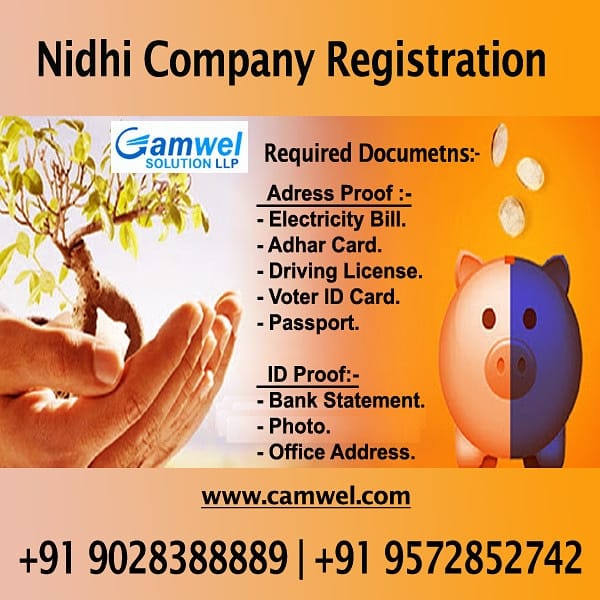 Nidhi Company Registration
Camwel
SOLUTION LLP
Required Documetns:-
Adress Proof :-
- Electricity Bill.
- Adhar Card.
- Driving License.
- Voter ID Card.
- Passport.
ID Proof:-
- Bank Statement.
- Photo.
- Office Address.
www.camwel.com
+91 9028388889 | +91 9572852742